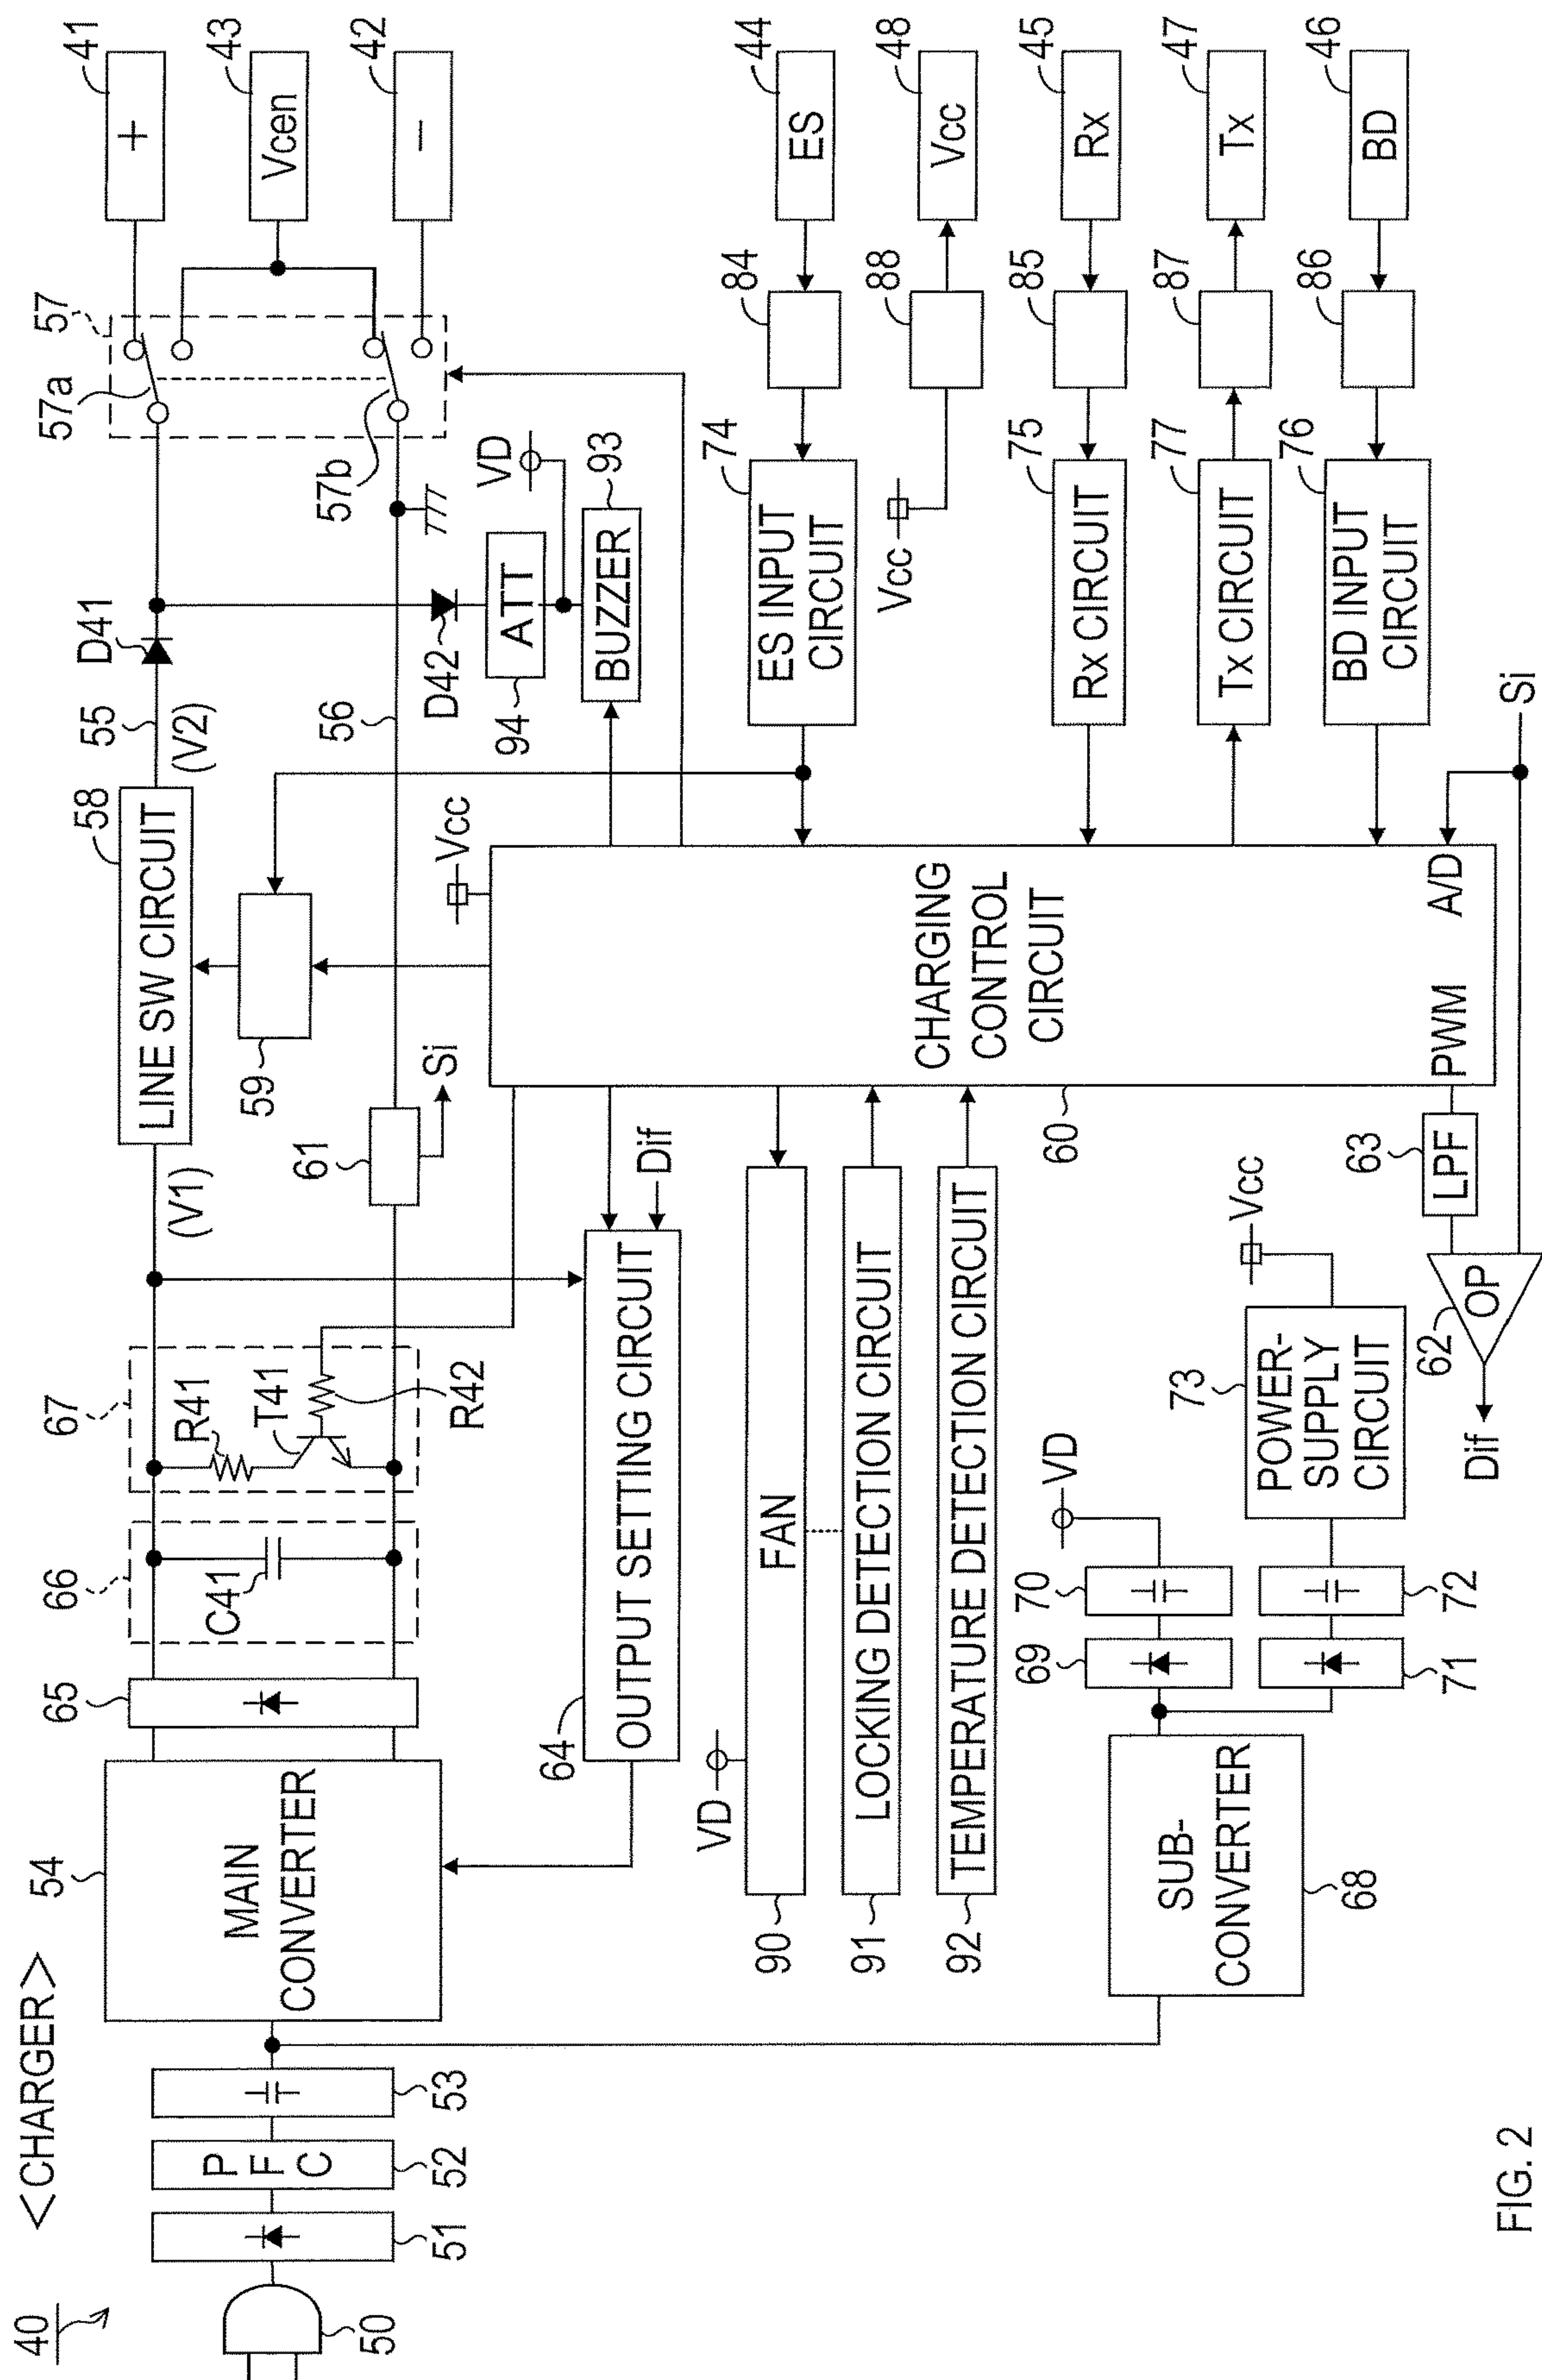 40
<CHARGER>
50
51
P F C
52
53
54
MAIN
CONVERTER
65
66
C41
67
R41
T41
R42
(V1)
61
Si
LINE SW CIRCUIT
58
59
55
(V2)
56
D41
D42
ATT
94
VD
BUZZER
93
57
57a
57b
+
41
Vcen
43
−
42
ES
44
Vcc
48
Rx
45
Tx
47
BD
46
84
88
85
87
86
ES INPUT
CIRCUIT
74
Vcc
Rx CIRCUIT
75
Tx CIRCUIT
77
BD INPUT
CIRCUIT
76
Si
Vcc
CHARGING
CONTROL
CIRCUIT
PWM
A/D
60
OUTPUT SETTING CIRCUIT
64
Dif
VD
FAN
90
LOCKING DETECTION CIRCUIT
91
TEMPERATURE DETECTION CIRCUIT
92
SUB-
CONVERTER
68
69
70
VD
71
72
POWER-
SUPPLY
CIRCUIT
73
Vcc
LPF
63
OP
62
Dif
FIG. 2